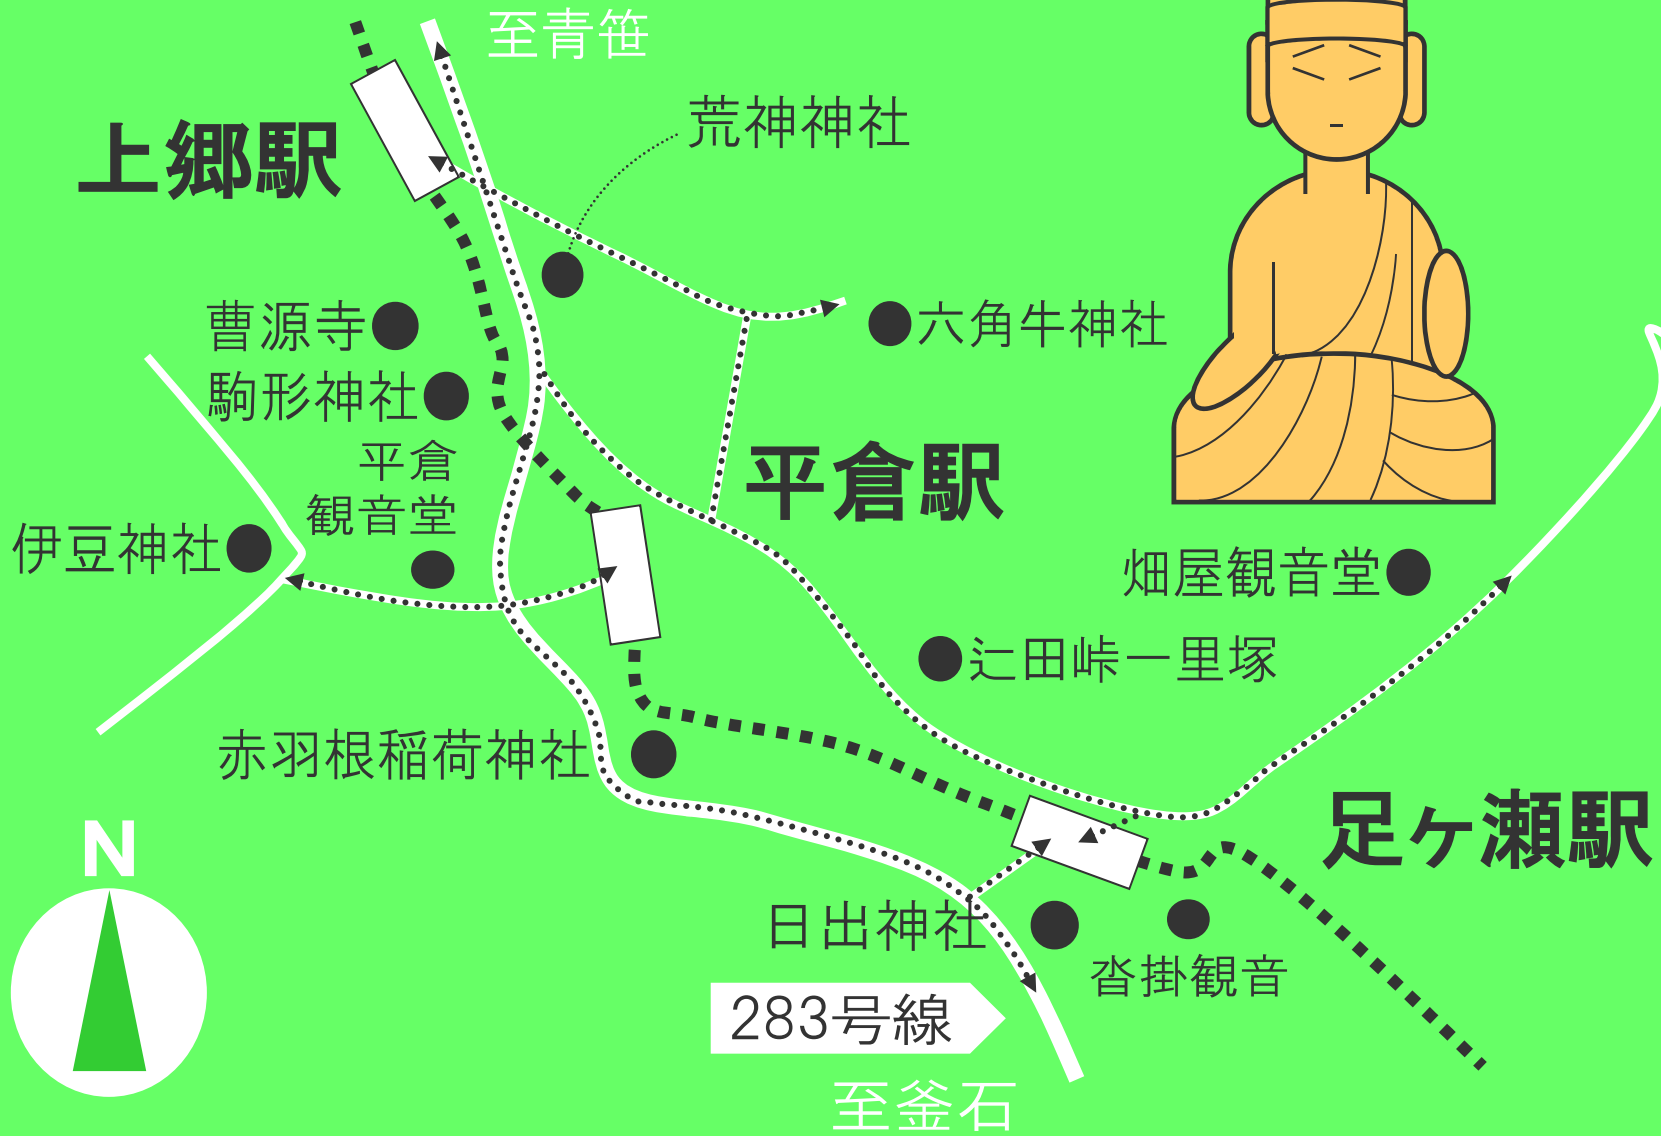 至青笹
荒神神社
上郷駅
曹源寺
六角牛神社
駒形神社
平倉
観音堂
平倉駅
伊豆神社
畑屋観音堂
辷田峠一里塚
赤羽根稲荷神社
足ヶ瀬駅
N
日出神社
沓掛観音
283号線
至釜石